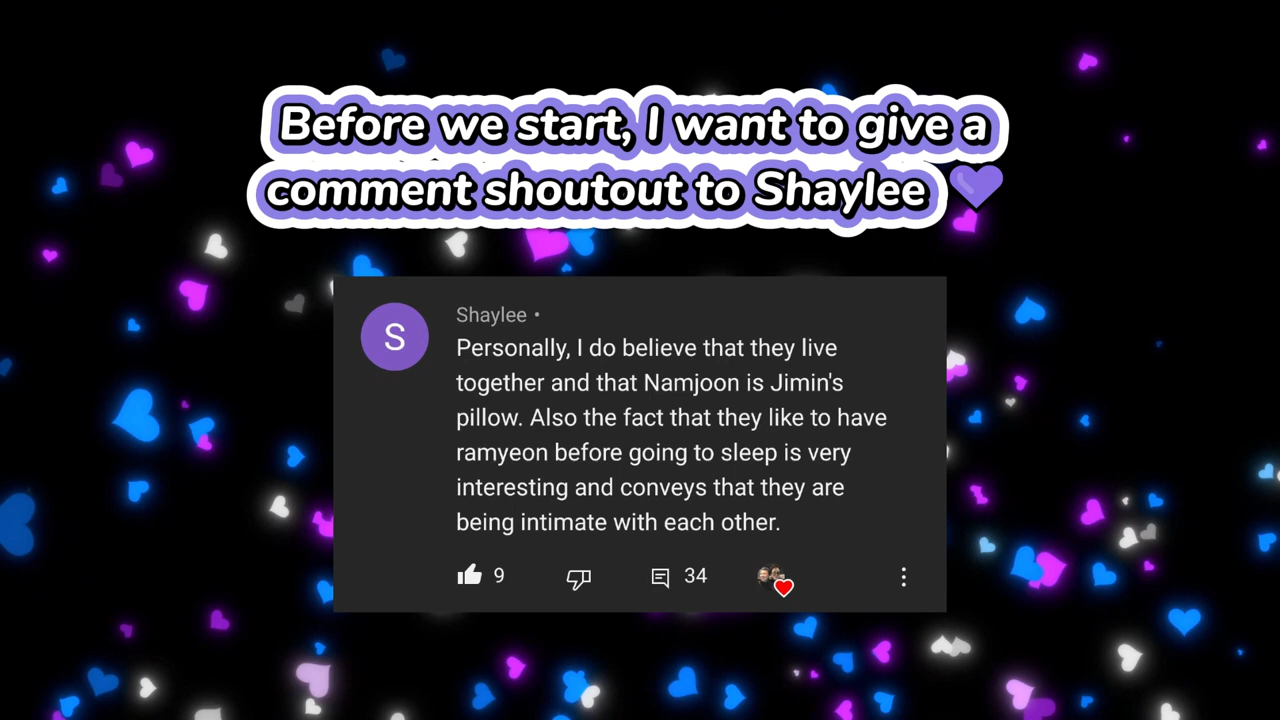 Before we start, I want to give a
comment shoutout to Shaylee 💜
S
Shaylee •
Personally, I do believe that they live
together and that Namjoon is Jimin's
pillow. Also the fact that they like to have
ramyeon before going to sleep is very
interesting and conveys that they are
being intimate with each other.
9
34